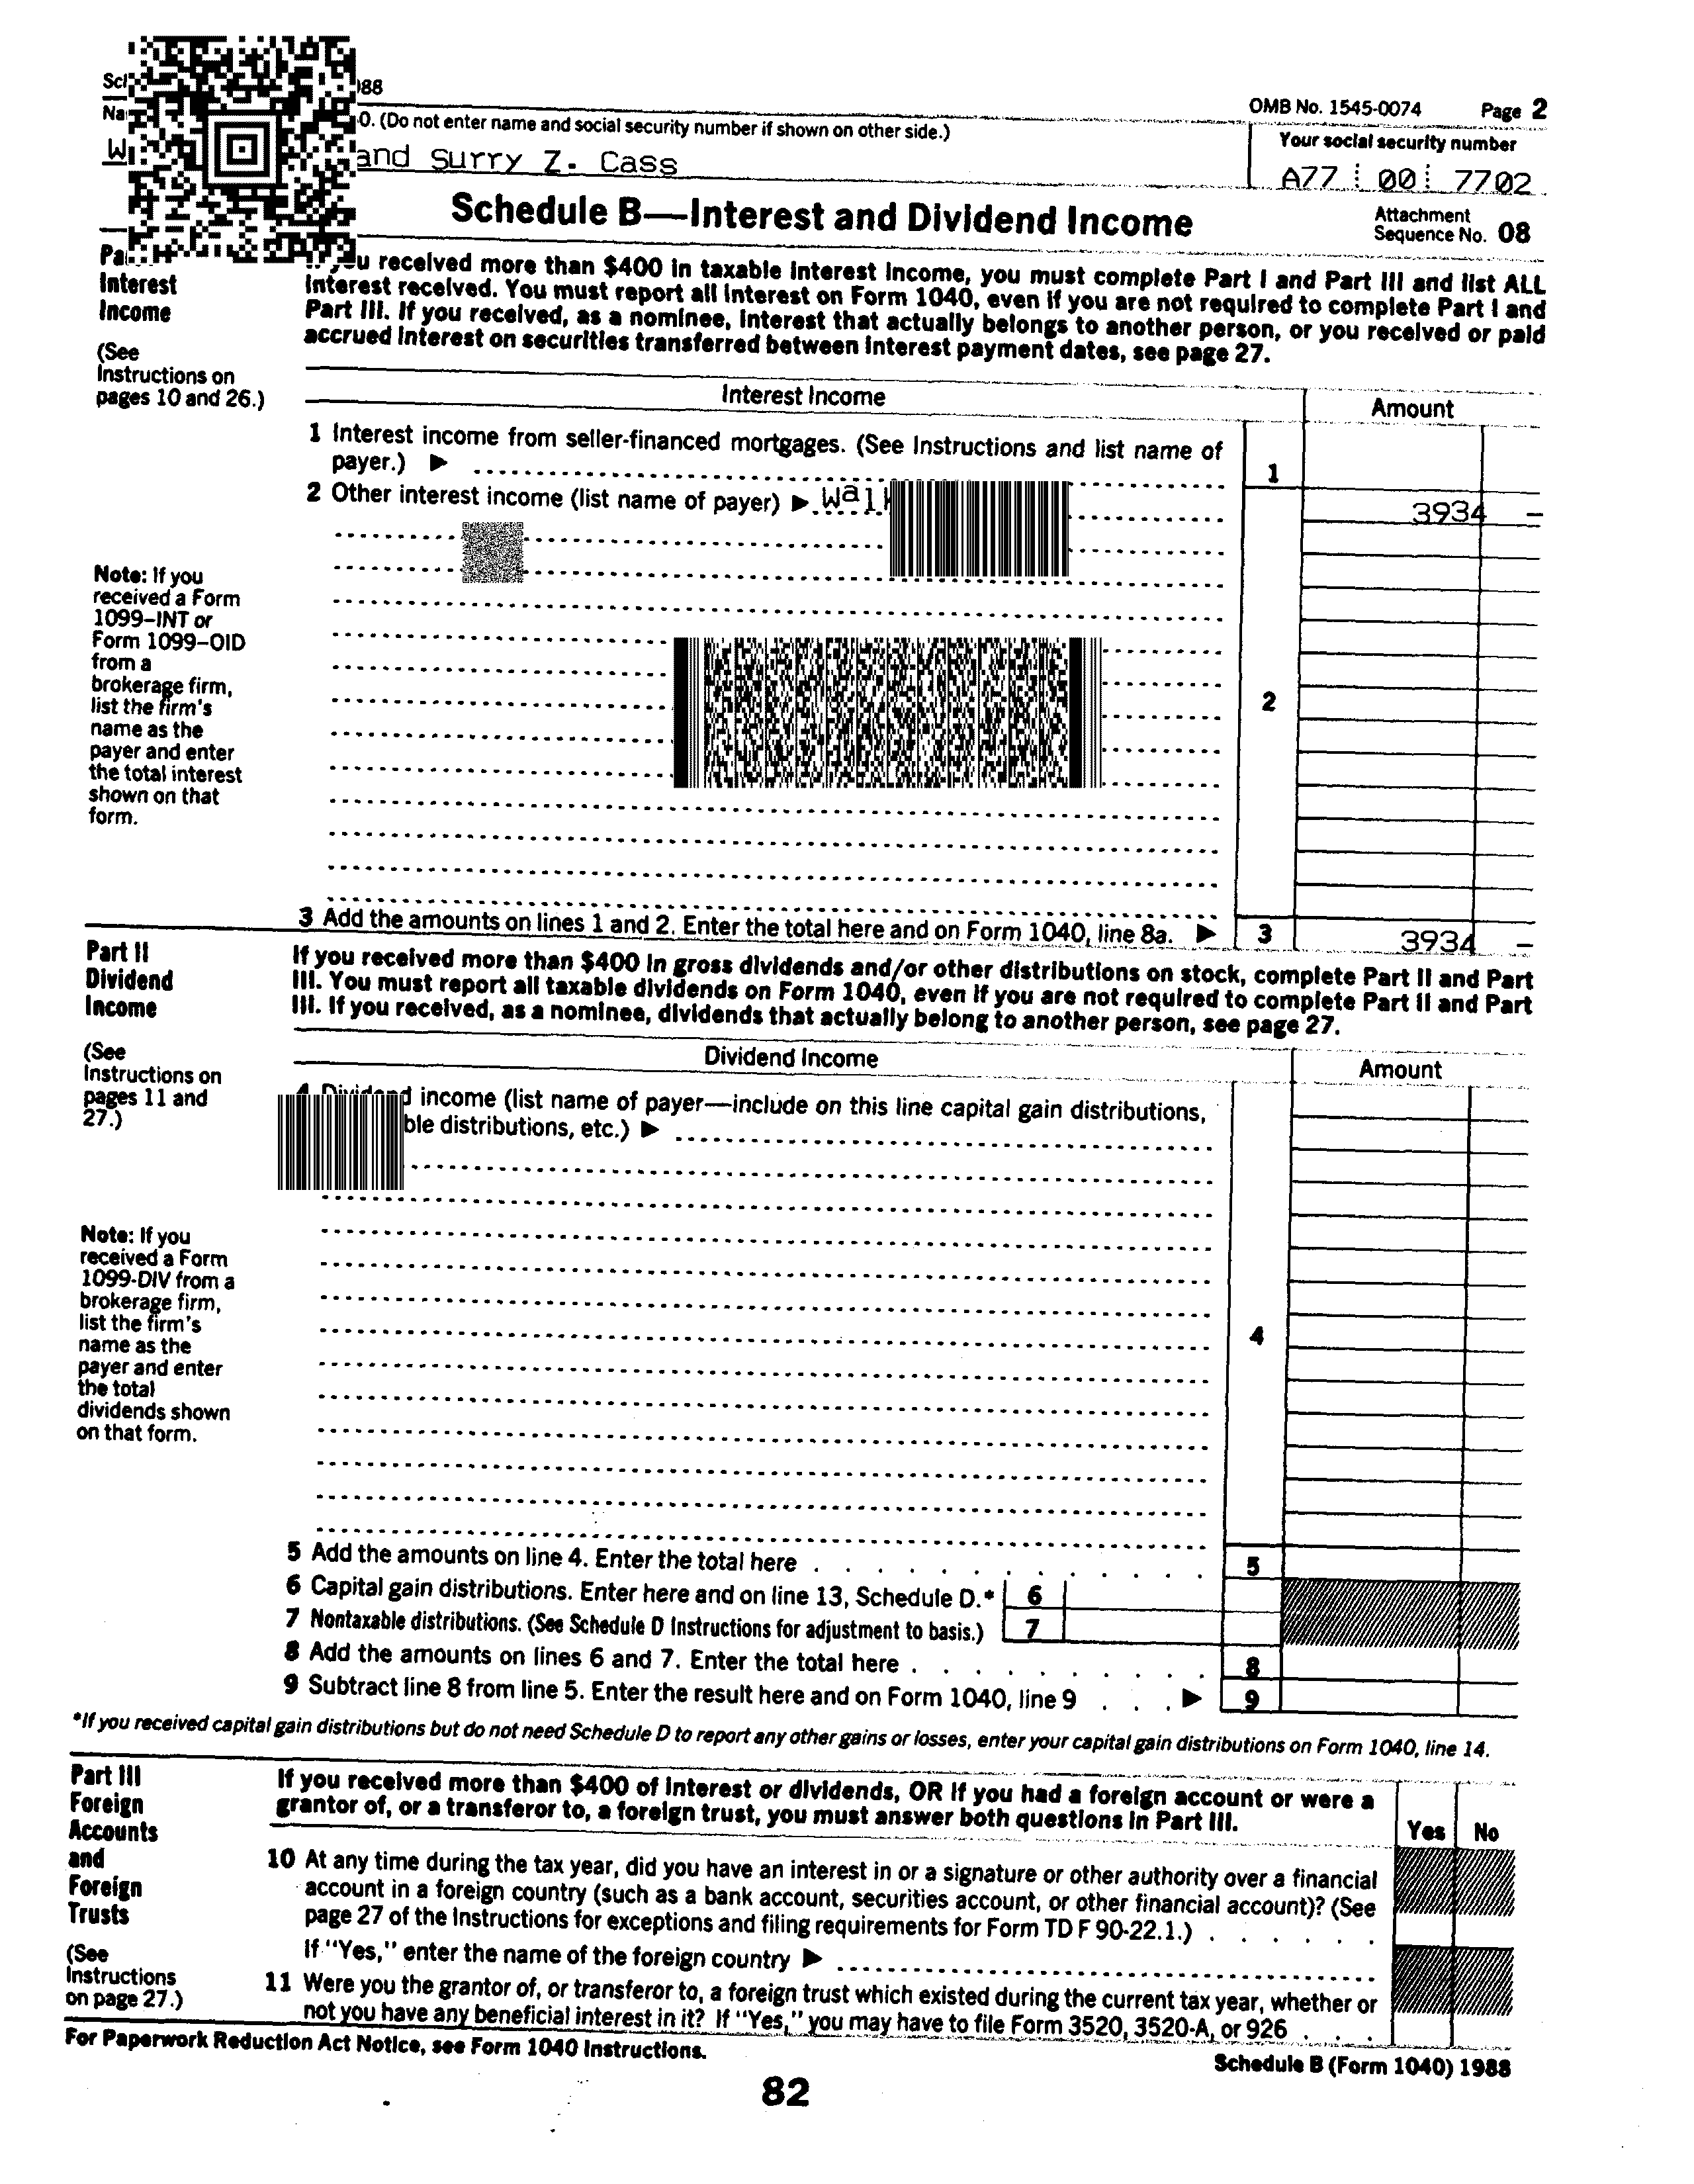 88
OMB No. 1545-0074 Page 2
0. (Do not enter name and social security number if shown on other side.)
Your social security number
and Surry Z. Cass
A77 00 7702
Schedule B—Interest and Dividend Income
Attachment
Sequence No. 08
Interest
Income
(See
Instructions on
pages 10 and 26.)
received more than $400 in taxable interest income, you must complete Part I and Part III and list ALL
interest received. You must report all interest on Form 1040, even if you are not required to complete Part I and
Part III. If you received, as a nominee, interest that actually belongs to another person, or you received or paid
accrued interest on securities transferred between interest payment dates, see page 27.
Interest Income
Amount
1 Interest income from seller-financed mortgages. (See Instructions and list name of
payer.) ▶
1
2 Other interest income (list name of payer) ▶
3934 –
2
Note: If you
received a Form
1099–INT or
Form 1099–OID
from a
brokerage firm,
list the firm's
name as the
payer and enter
the total interest
shown on that
form.
3 Add the amounts on lines 1 and 2. Enter the total here and on Form 1040, line 8a. ▶ 3 3934 –
Part II
Dividend
Income
(See
Instructions on
pages 11 and
27.)
If you received more than $400 in gross dividends and/or other distributions on stock, complete Part II and Part
III. You must report all taxable dividends on Form 1040, even if you are not required to complete Part II and Part
III. If you received, as a nominee, dividends that actually belong to another person, see page 27.
Dividend Income
Amount
4 Dividend income (list name of payer—include on this line capital gain distributions,
ble distributions, etc.) ▶
4
Note: If you
received a Form
1099-DIV from a
brokerage firm,
list the firm's
name as the
payer and enter
the total
dividends shown
on that form.
5 Add the amounts on line 4. Enter the total here 5
6 Capital gain distributions. Enter here and on line 13, Schedule D.* 6
7 Nontaxable distributions. (See Schedule D Instructions for adjustment to basis.) 7
8 Add the amounts on lines 6 and 7. Enter the total here 8
9 Subtract line 8 from line 5. Enter the result here and on Form 1040, line 9 ▶ 9
*If you received capital gain distributions but do not need Schedule D to report any other gains or losses, enter your capital gain distributions on Form 1040, line 14.
Part III
Foreign
Accounts
and
Foreign
Trusts
(See
Instructions
on page 27.)
If you received more than $400 of interest or dividends, OR if you had a foreign account or were a
grantor of, or a transferor to, a foreign trust, you must answer both questions in Part III.
Yes No
10 At any time during the tax year, did you have an interest in or a signature or other authority over a financial
account in a foreign country (such as a bank account, securities account, or other financial account)? (See
page 27 of the Instructions for exceptions and filing requirements for Form TD F 90-22.1.)
If "Yes," enter the name of the foreign country ▶
11 Were you the grantor of, or transferor to, a foreign trust which existed during the current tax year, whether or
not you have any beneficial interest in it? If "Yes," you may have to file Form 3520, 3520-A, or 926
For Paperwork Reduction Act Notice, see Form 1040 Instructions.
Schedule B (Form 1040) 1988
82